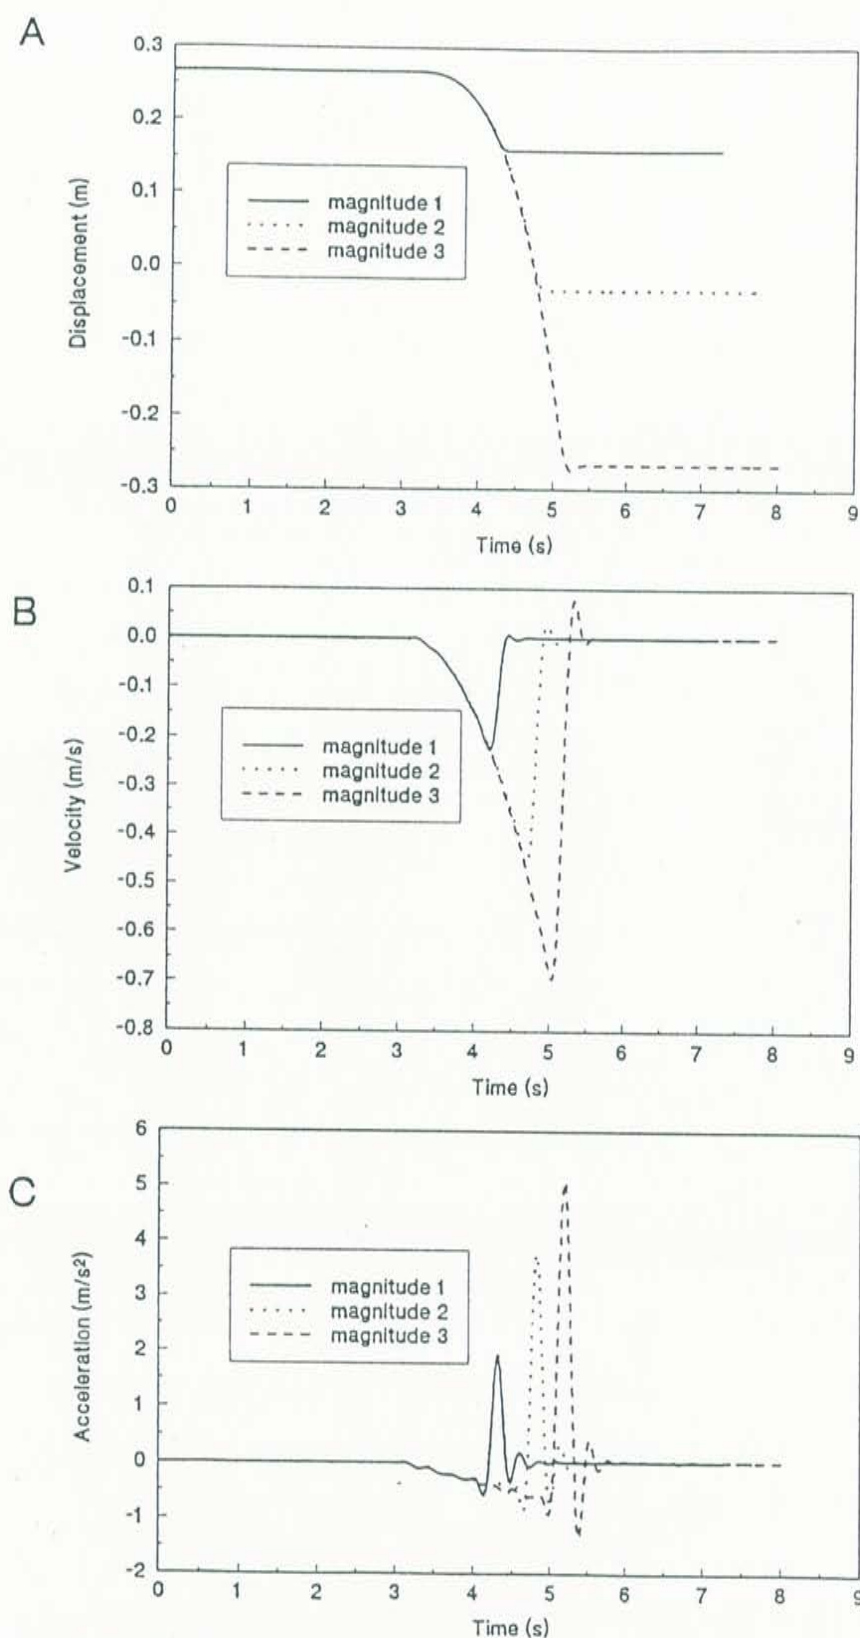 A
0.3
0.2
0.1
0.0
-0.1
-0.2
-0.3
Displacement (m)
magnitude 1
magnitude 2
magnitude 3
0 1 2 3 4 5 6 7 8 9
Time (s)
B
0.1
0.0
-0.1
-0.2
-0.3
-0.4
-0.5
-0.6
-0.7
-0.8
Velocity (m/s)
magnitude 1
magnitude 2
magnitude 3
0 1 2 3 4 5 6 7 8 9
Time (s)
C
6
5
4
3
2
1
0
-1
-2
Acceleration (m/s²)
magnitude 1
magnitude 2
magnitude 3
0 1 2 3 4 5 6 7 8 9
Time (s)